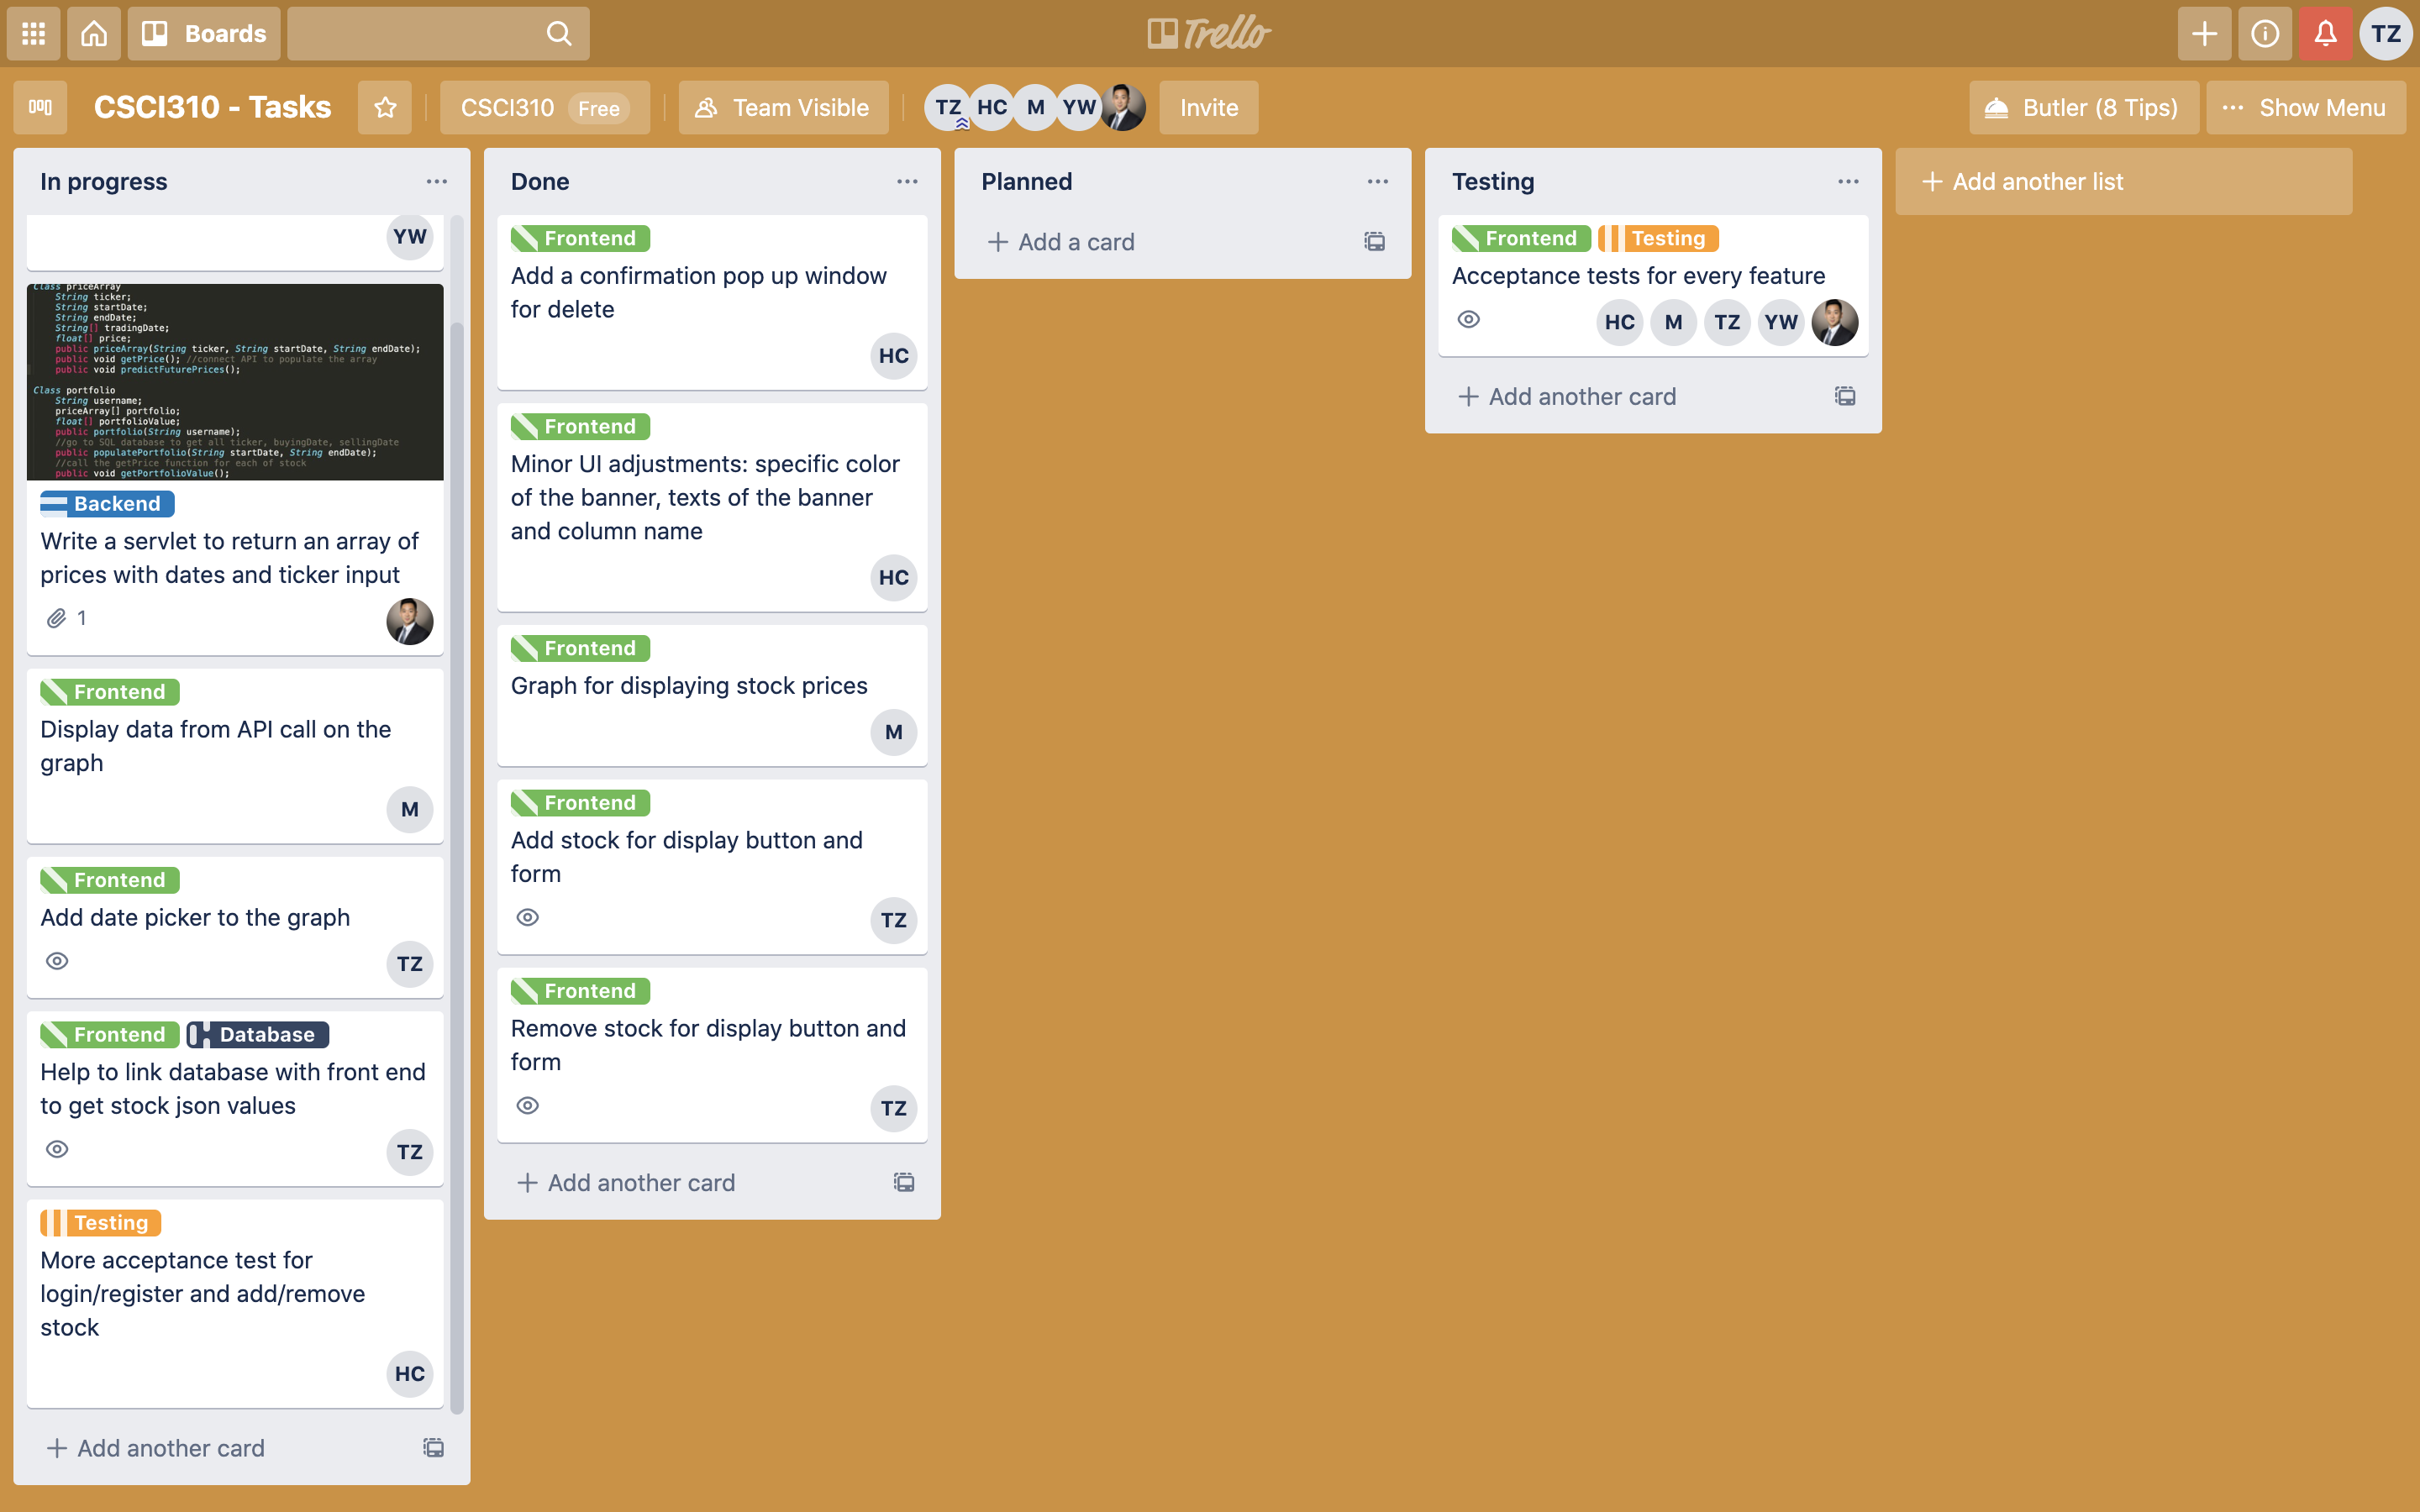 Boards
Trello
TZ
CSCI310 - Tasks
CSCI310 Free
Team Visible
TZ HC M YW
Invite
Butler (8 Tips)
Show Menu
In progress
YW
Class priceArray
String ticker;
String startDate;
String endDate;
String[] tradingDate;
float[] price;
public priceArray(String ticker, String startDate, String endDate);
public void getPrice(); //connect API to populate the array
public void predictFuturePrices();
Class portfolio
String username;
priceArray[] portfolio;
float[] portfolioValue;
public portfolio(String username);
//go to SQL database to get all ticker, buyingDate, sellingDate
public populatePortfolio(String startDate, String endDate);
//call the getPrice function for each of stock
public void getPortfolioValue();
Backend
Write a servlet to return an array of
prices with dates and ticker input
1
Frontend
Display data from API call on the
graph
M
Frontend
Add date picker to the graph
TZ
Frontend Database
Help to link database with front end
to get stock json values
TZ
Testing
More acceptance test for
login/register and add/remove
stock
HC
Add another card
Done
Frontend
Add a confirmation pop up window
for delete
HC
Frontend
Minor UI adjustments: specific color
of the banner, texts of the banner
and column name
HC
Frontend
Graph for displaying stock prices
M
Frontend
Add stock for display button and
form
TZ
Frontend
Remove stock for display button and
form
TZ
Add another card
Planned
Add a card
Testing
Frontend Testing
Acceptance tests for every feature
HC M TZ YW
Add another card
Add another list